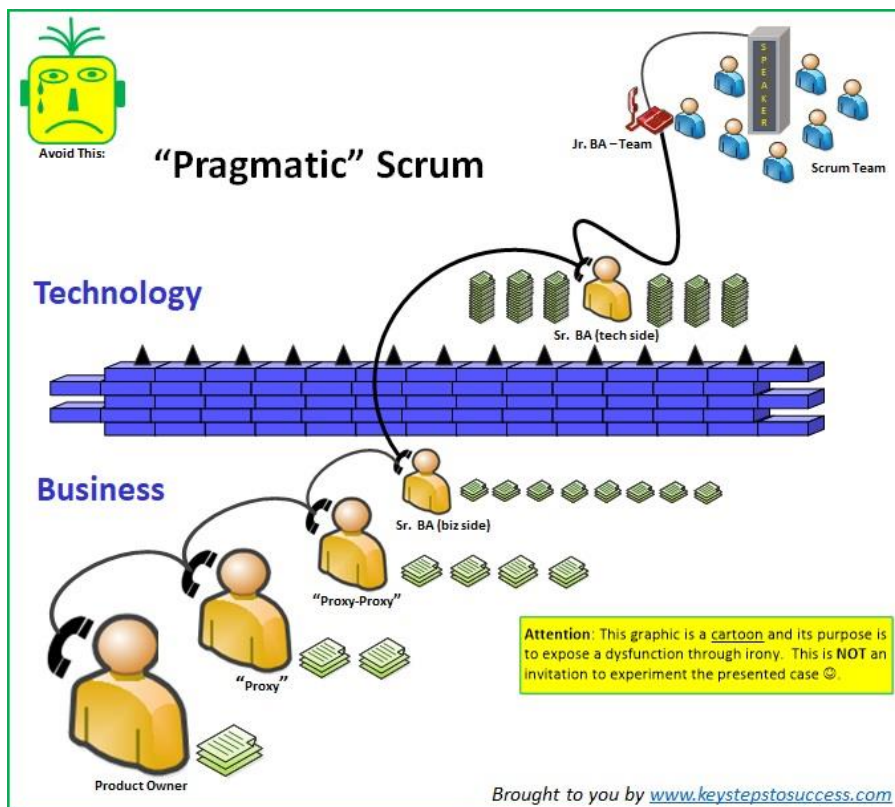 Avoid This:
“Pragmatic” Scrum
SPEAKER
Jr. BA – Team
Scrum Team
Technology
Sr. BA (tech side)
Business
Sr. BA (biz side)
“Proxy-Proxy”
“Proxy”
Product Owner
Attention: This graphic is a cartoon and its purpose is
to expose a dysfunction through irony. This is NOT an
invitation to experiment the presented case ☺.
Brought to you by www.keystepstosuccess.com